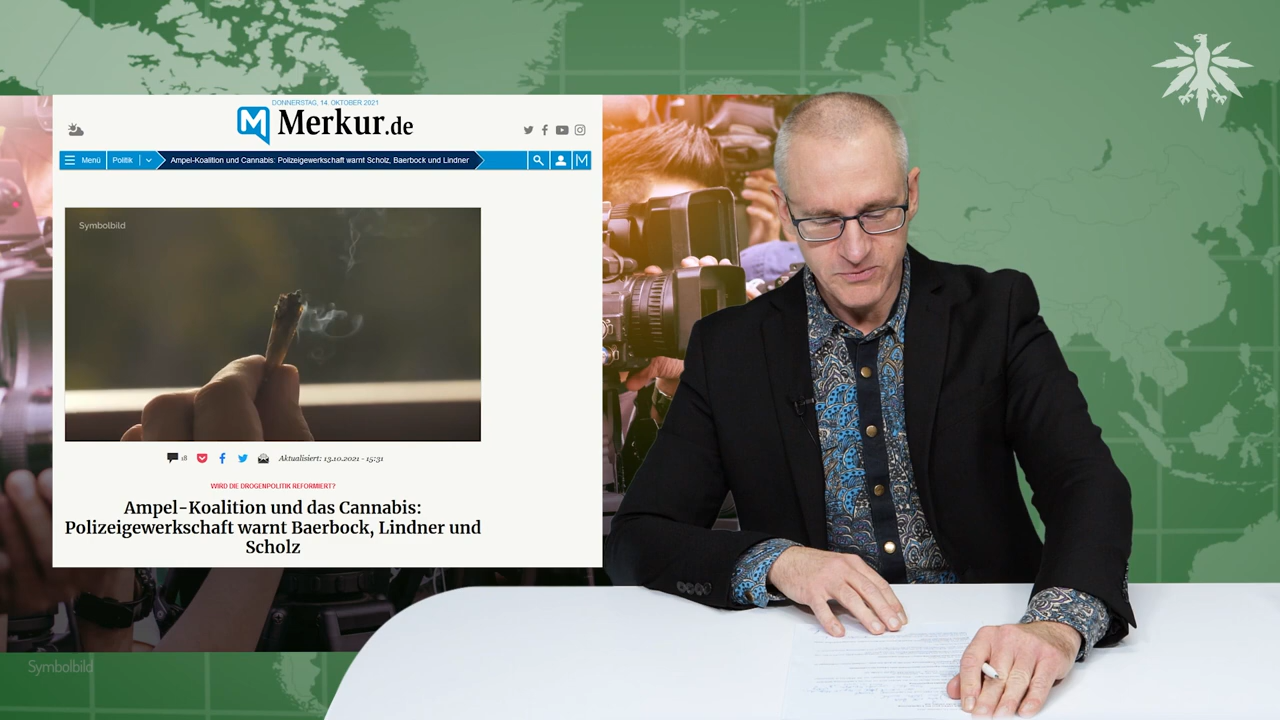 DONNERSTAG, 14. OKTOBER 2021
Merkur.de
Menü Politik Ampel-Koalition und Cannabis: Polizeigewerkschaft warnt Scholz, Baerbock und Lindner
Symbolbild
18 Aktualisiert: 13.10.2021 - 15:31
WIRD DIE DROGENPOLITIK REFORMIERT?
Ampel-Koalition und das Cannabis:
Polizeigewerkschaft warnt Baerbock, Lindner und
Scholz
Symbolbild